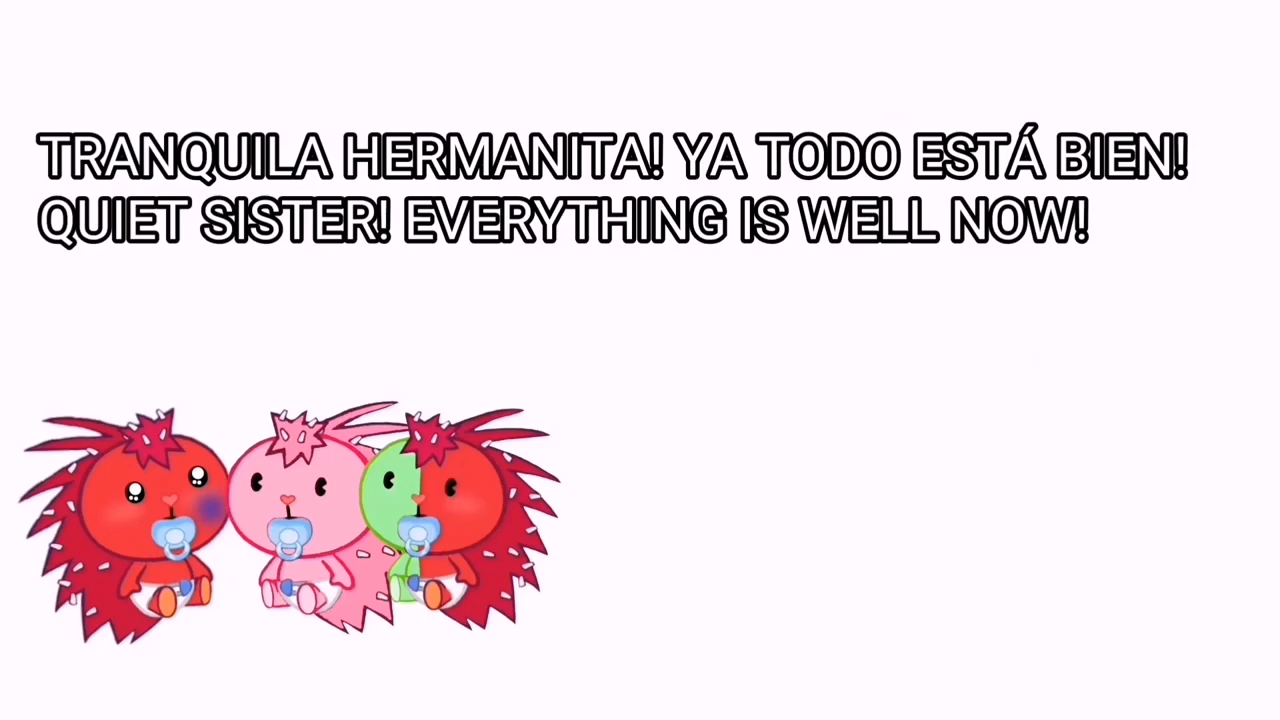 TRANQUILA HERMANITA! YA TODO ESTÁ BIEN!
QUIET SISTER! EVERYTHING IS WELL NOW!